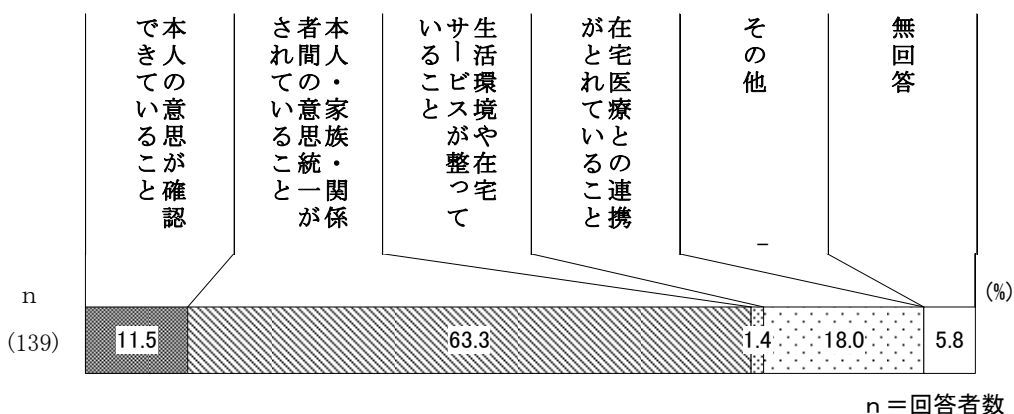 本人の意思が確認
できていること
本人・家族・関係
者間の意思統一が
されていること
生活環境や在宅
サービスが整って
いること
在宅医療との連携
がとれていること
その他
無回答
−
(%)
n
(139)
11.5
63.3
1.4
18.0
5.8
n＝回答者数